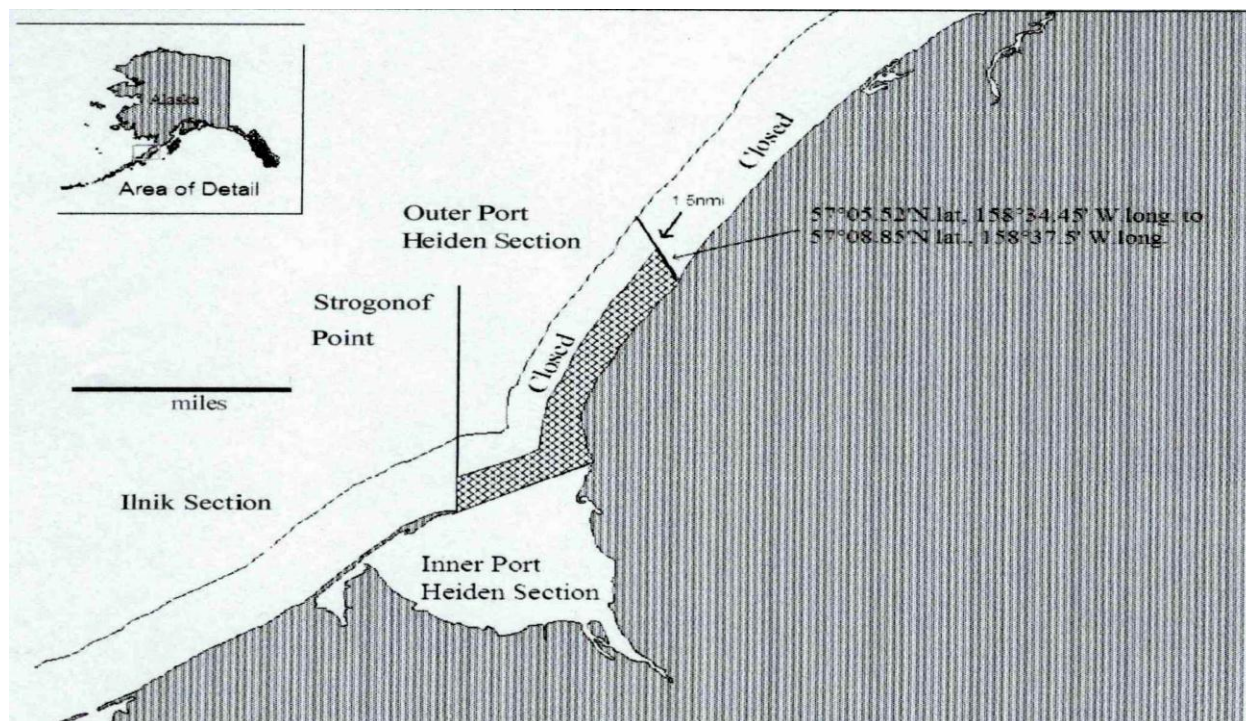 Alaska
Area of Detail
Closed
1.5nmi
Outer Port
Heiden Section
57°05.52'N.lat, 158°34.45' W.long. to
57°08.85'N lat., 158°37.5' W.long.
Strogonof
Point
Closed
miles
Ilnik Section
Inner Port
Heiden Section